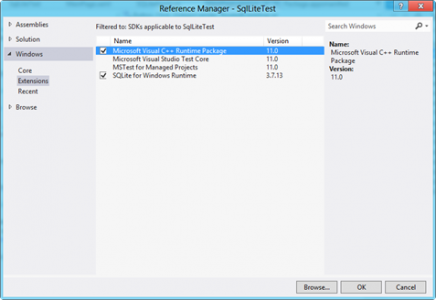 Reference Manager - SqlLiteTest
Assemblies
Solution
Windows
Core
Extensions
Recent
Browse
Filtered to: SDKs applicable to SqlLiteTest
Name Version
Microsoft Visual C++ Runtime Package 11.0
Microsoft Visual Studio Test Core 11.0
MSTest for Managed Projects 11.0
SQLite for Windows Runtime 3.7.13
Search Windows
Name:
Microsoft Visual C++ Runtime
Package
Version:
11.0
Browse... OK Cancel